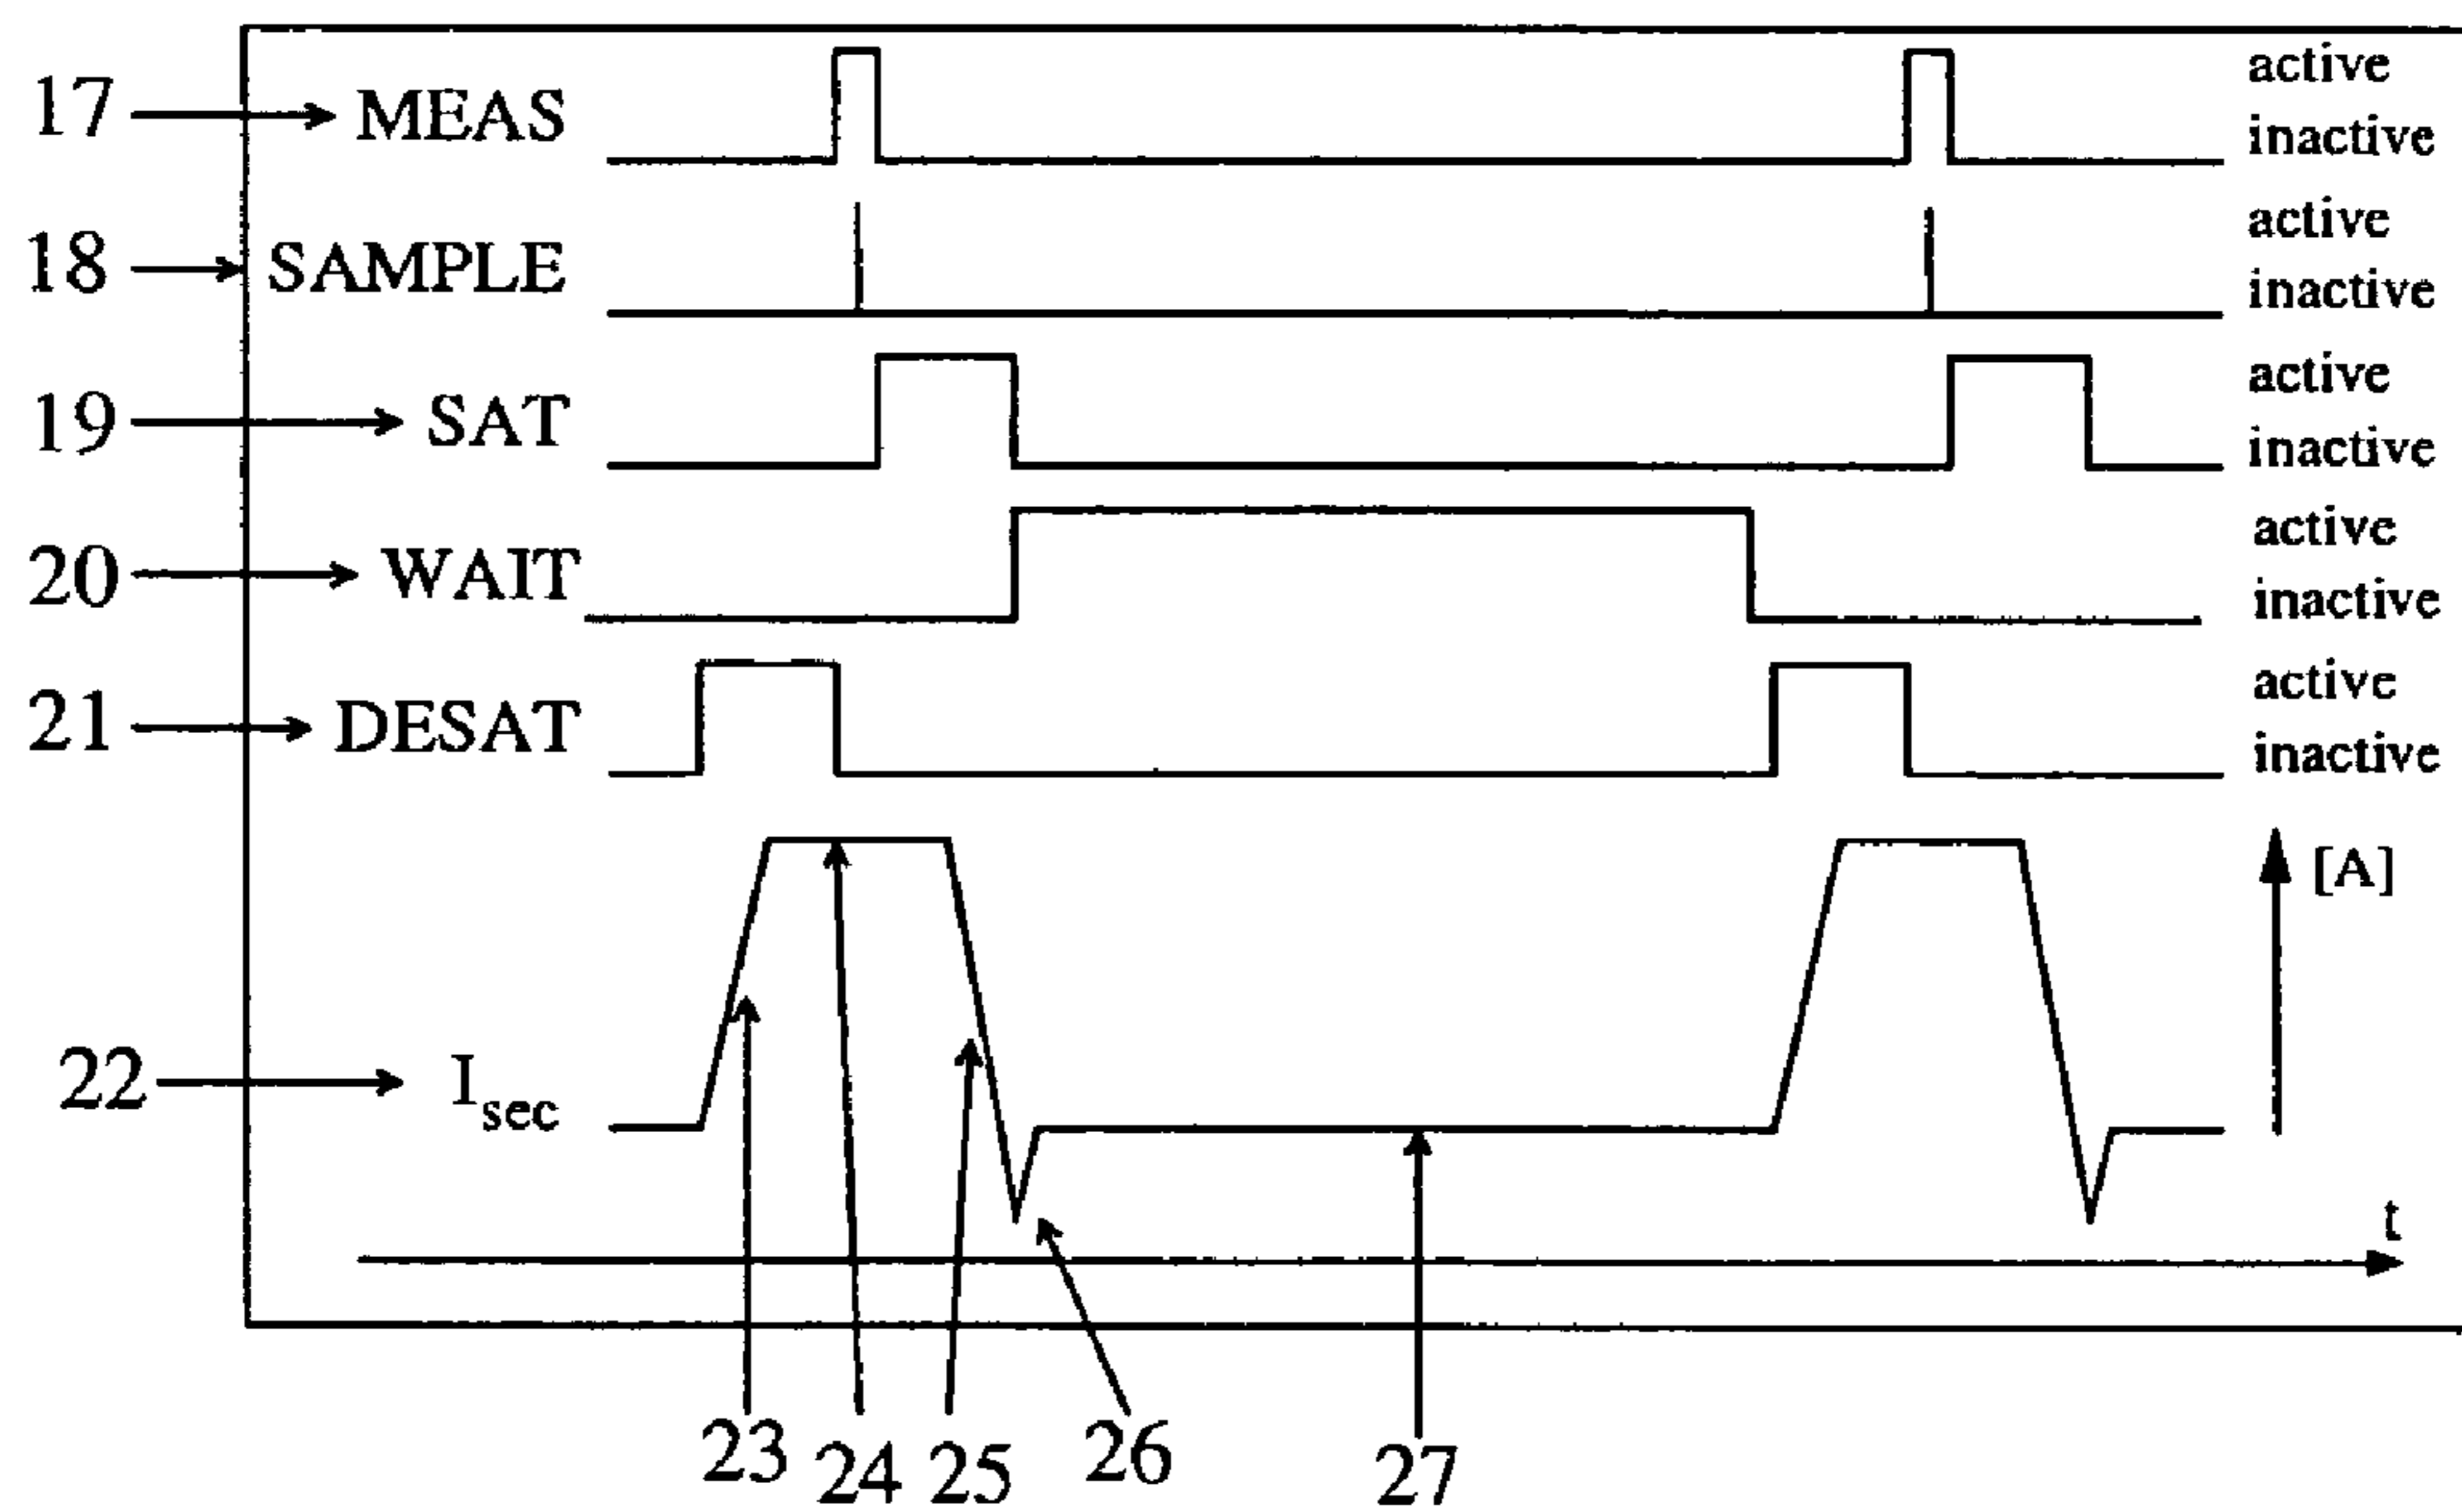 17 MEAS active
inactive
18 SAMPLE active
inactive
19 SAT active
inactive
20 WAIT active
inactive
21 DESAT active
inactive
[A]
22 Isec
t
23 24 25 26 27